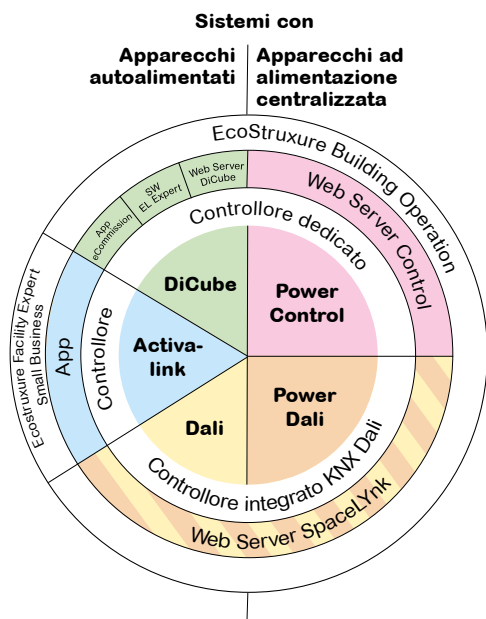 Sistemi con
Apparecchi
autoalimentati
Apparecchi ad
alimentazione
centralizzata
EcoStruxure Building Operation
Web Server
DiCube
SW
EL Expert
App
eCommission
Web Server Control
Controllore dedicato
DiCube
Power
Control
Ecostruxure Facility Expert
Small Business
App
Controllore
Activa-
link
Dali
Power
Dali
Controllore integrato KNX Dali
Web Server SpaceLYnk